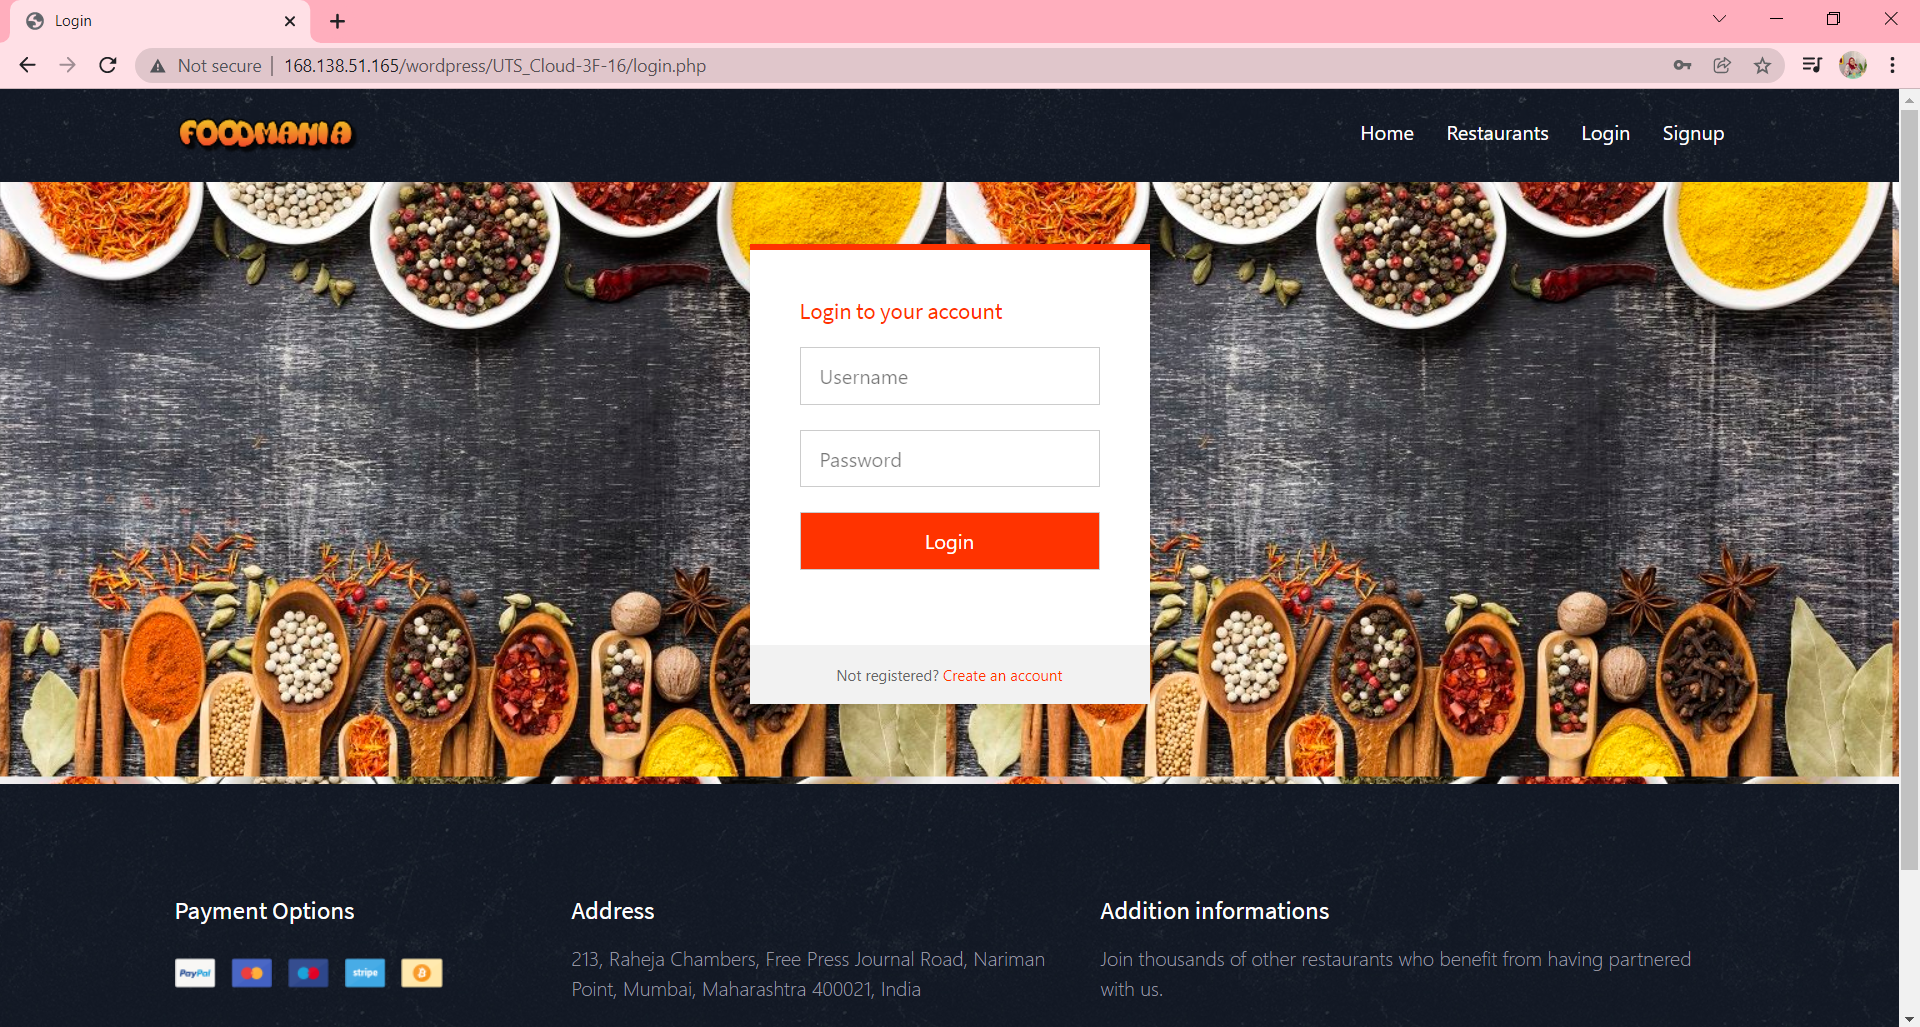 Login
Not secure
168.138.51.165/wordpress/UTS_Cloud-3F-16/login.php
FOODMANIA
Home Restaurants Login Signup
Login to your account
Username
Password
Login
Not registered? Create an account
Payment Options
PayPal
stripe
Address
213, Raheja Chambers, Free Press Journal Road, Nariman
Point, Mumbai, Maharashtra 400021, India
Addition informations
Join thousands of other restaurants who benefit from having partnered
with us.